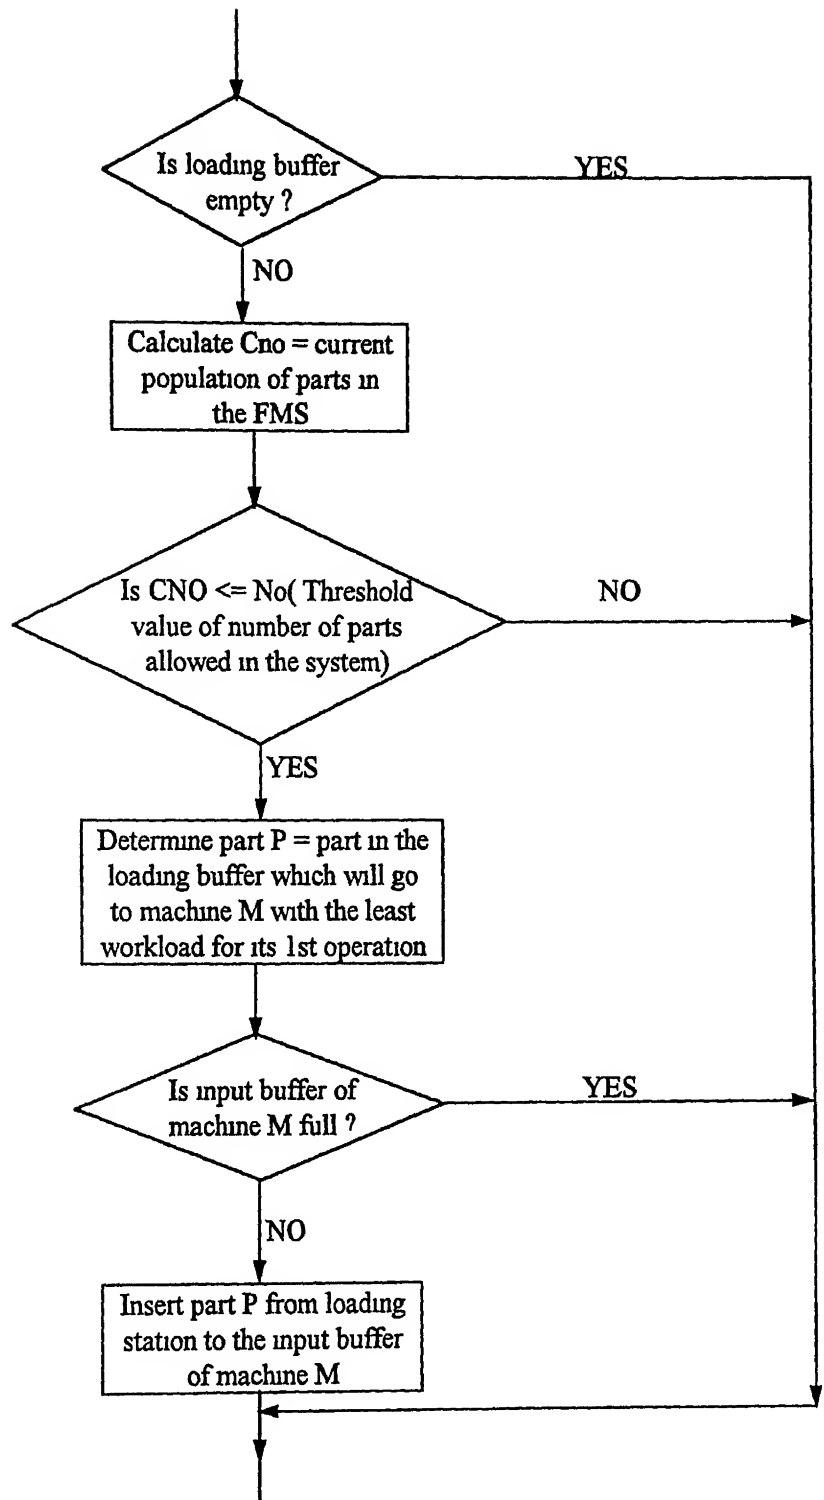 Is loading buffer
empty ?
YES
NO
Calculate Cno = current
population of parts in
the FMS
Is CNO <= No( Threshold
value of number of parts
allowed in the system)
NO
YES
Determine part P = part in the
loading buffer which will go
to machine M with the least
workload for its 1st operation
Is input buffer of
machine M full ?
YES
NO
Insert part P from loading
station to the input buffer
of machine M